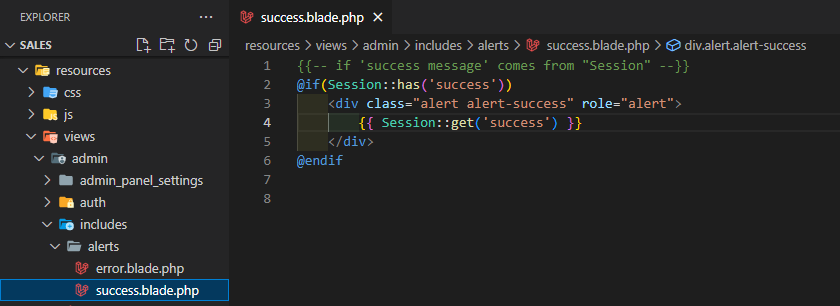 EXPLORER
SALES
resources
css
js
views
admin
admin_panel_settings
auth
includes
alerts
error.blade.php
success.blade.php
success.blade.php
resources > views > admin > includes > alerts > success.blade.php > div.alert.alert-success
1 {{-- if 'success message' comes from "Session" --}}
2 @if(Session::has('success'))
3 <div class="alert alert-success" role="alert">
4 {{ Session::get('success') }}
5 </div>
6 @endif
7
8